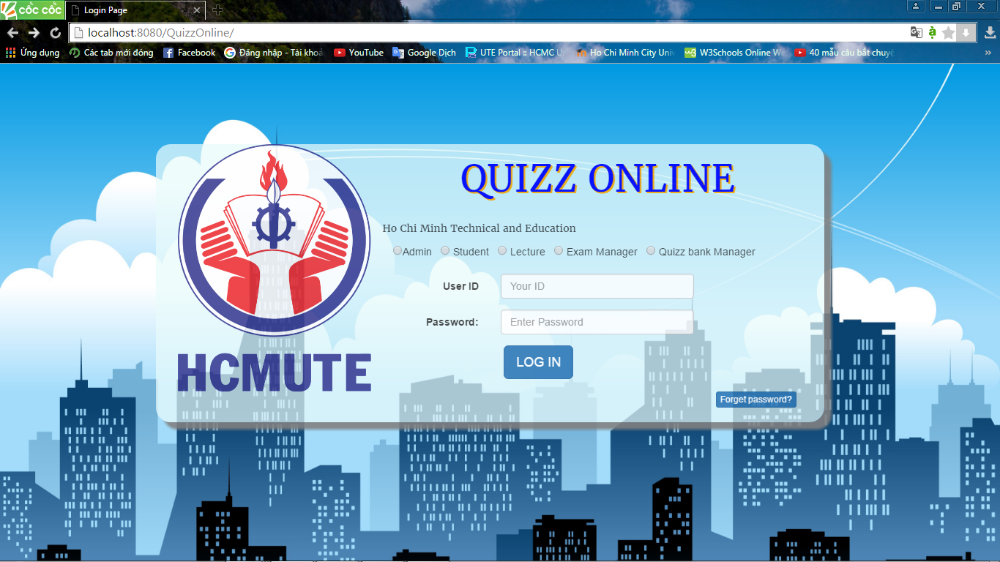 cốc cốc
Login Page
localhost:8080/QuizzOnline/
Ứng dụng Các tab mới đóng Facebook Đăng nhập - Tài YouTube Google Dịch UTE Portal :: HCMC Ho Chi Minh City W3Schools Online 40 mẫu câu bắt »
QUIZZ ONLINE
Ho Chi Minh Technical and Education
Admin Student Lecture Exam Manager Quizz bank Manager
User ID Your ID
Password: Enter Password
LOG IN
HCMUTE
Forget password?